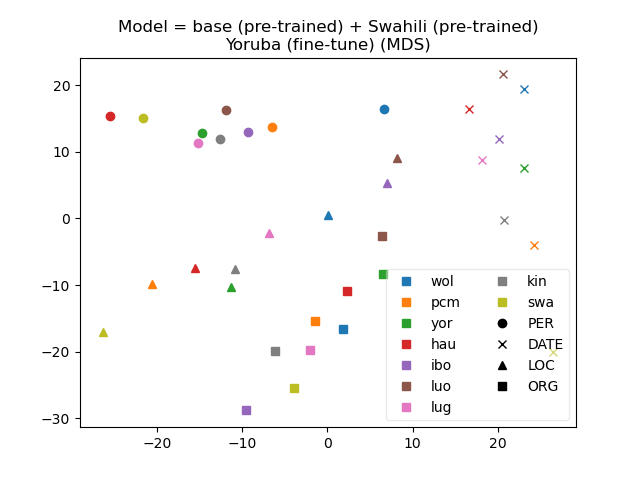 Model = base (pre-trained) + Swahili (pre-trained)
Yoruba (fine-tune) (MDS)
20
10
0
−10
−20
−30
−20
−10
0
10
20
wol
pcm
yor
hau
ibo
luo
lug
kin
swa
PER
DATE
LOC
ORG